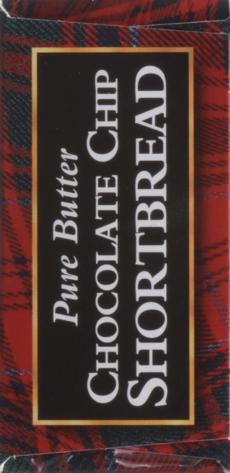 Pure Butter
CHOCOLATE CHIP
SHORTBREAD